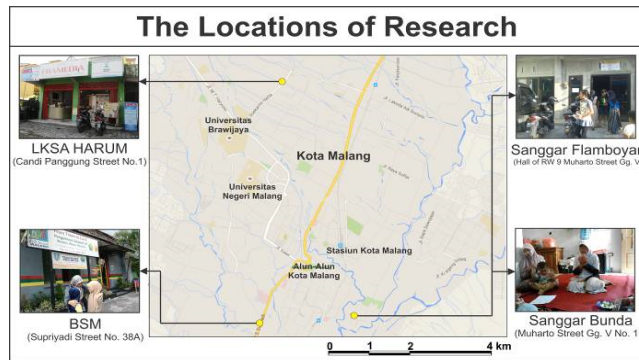 The Locations of Research
LKSA HARUM
(Candi Panggung Street No.1)
BSM
(Supriyadi Street No. 38A)
Universitas
Brawijaya
Universitas
Negeri Malang
Kota Malang
Stasiun Kota Malang
Alun-Alun
Kota Malang
Sanggar Flamboyan
(Hall of RW 9 Muharto Street Gg. V
Sanggar Bunda
(Muharto Street Gg. V No. 1
0 1 2 4 km